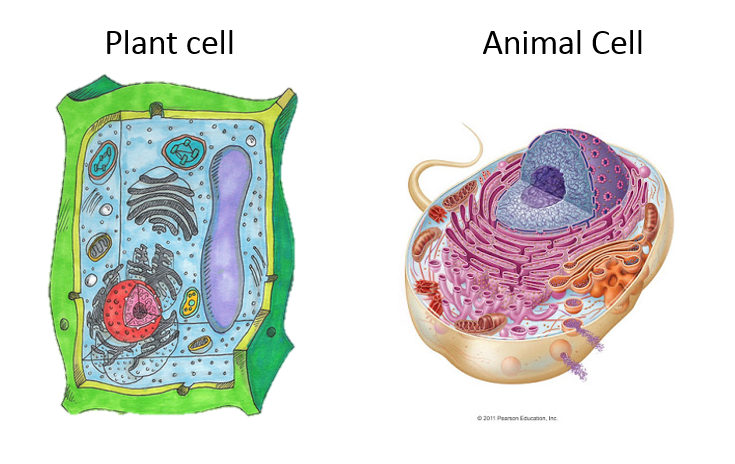 Plant cell
Animal Cell
© 2011 Pearson Education, Inc.